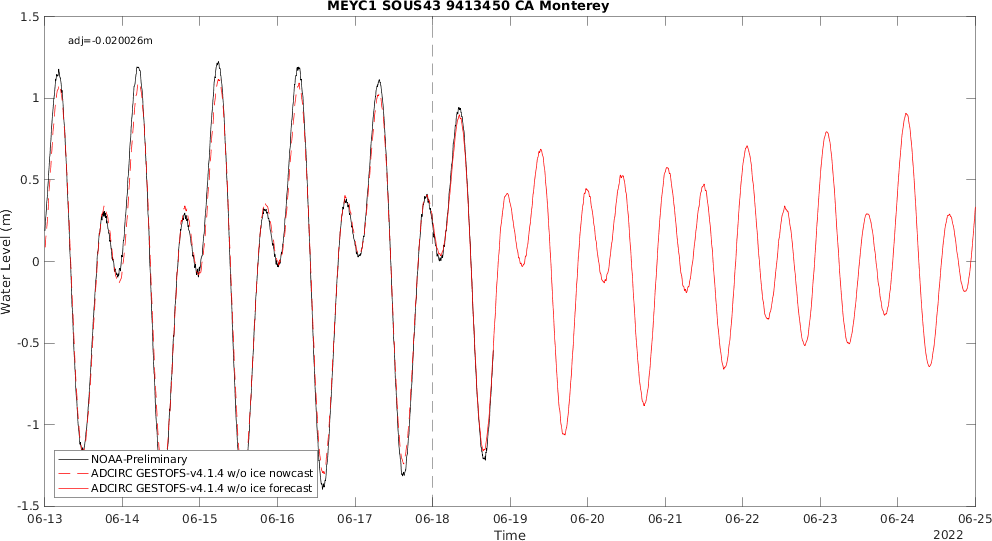 MEYC1 SOUS43 9413450 CA Monterey
adj=-0.020026m
1.5
1
0.5
0
-0.5
-1
-1.5
Water Level (m)
NOAA-Preliminary
ADCIRC GESTOFS-v4.1.4 w/o ice nowcast
ADCIRC GESTOFS-v4.1.4 w/o ice forecast
06-13 06-14 06-15 06-16 06-17 06-18 06-19 06-20 06-21 06-22 06-23 06-24 06-25
Time
2022